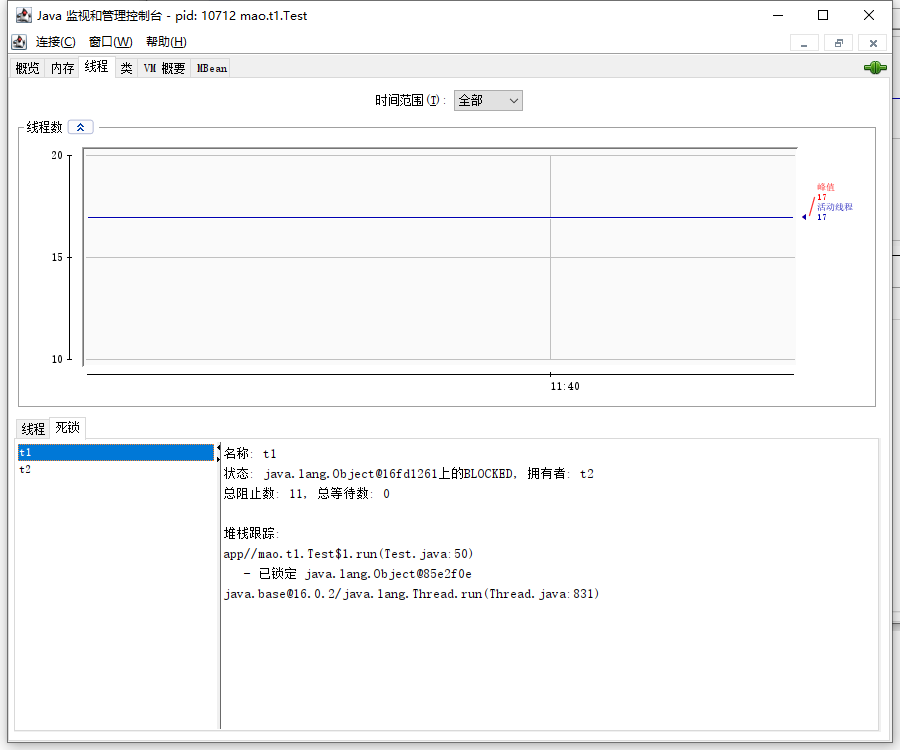 Java 监视和管理控制台 - pid: 10712 mao.t1.Test
连接(C) 窗口(W) 帮助(H)
概览 内存 线程 类 VM 概要 MBean
时间范围(T): 全部
线程数
20
15
10
峰值
17
活动线程
17
11:40
线程 死锁
t1
t2
名称: t1
状态: java.lang.Object@16fd1261上的BLOCKED, 拥有者: t2
总阻止数: 11, 总等待数: 0
堆栈跟踪:
app//mao.t1.Test$1.run(Test.java:50)
- 已锁定 java.lang.Object@85e2f0e
java.base@16.0.2/java.lang.Thread.run(Thread.java:831)